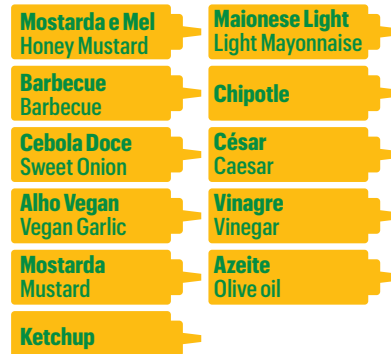 Mostarda e Mel
Honey Mustard
Barbecue
Barbecue
Cebola Doce
Sweet Onion
Alho Vegan
Vegan Garlic
Mostarda
Mustard
Ketchup
Maionese Light
Light Mayonnaise
Chipotle
César
Caesar
Vinagre
Vinegar
Azeite
Olive oil